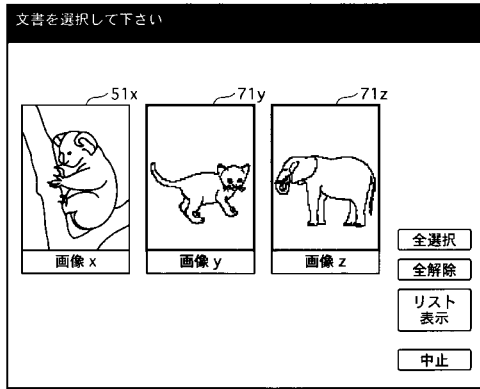 文書を選択して下さい
51x
71y
71z
画像 x
画像 y
画像 z
全選択
全解除
リスト
表示
中止